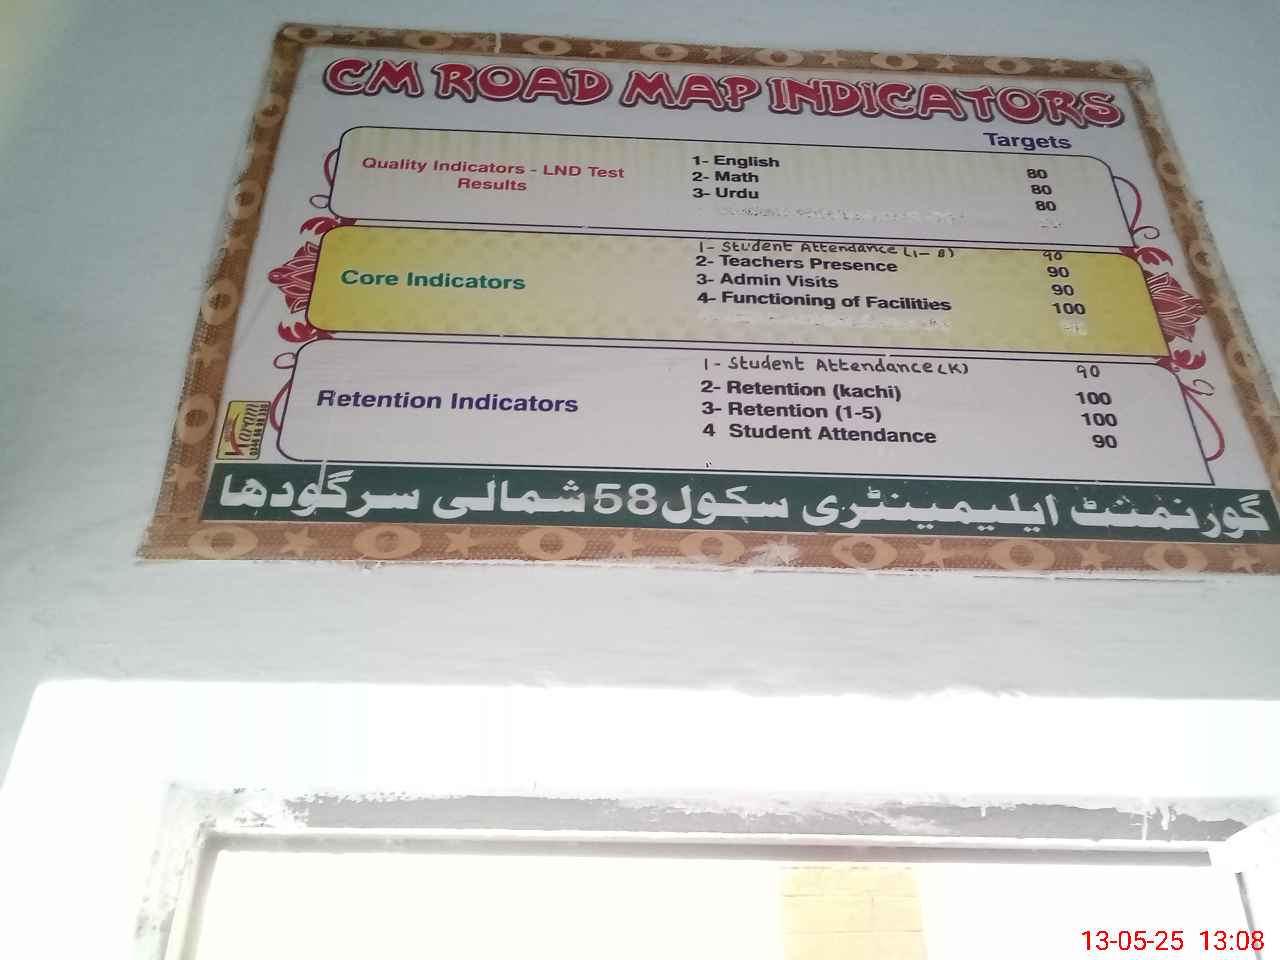 CM ROAD MAP INDICATORS
Targets
Quality Indicators - LND Test
Results
1- English 80
2- Math 80
3- Urdu 80
Core Indicators
1- Student Attendance (1-8) 90
2- Teachers Presence 90
3- Admin Visits 90
4- Functioning of Facilities 100
Retention Indicators
1- Student Attendance (K) 90
2- Retention (kachi) 100
3- Retention (1-5) 100
4 Student Attendance 90
Karam
گورنمنٹ ایلیمینٹری سکول 58 شمالی سرگودھا
13-05-25 13:08